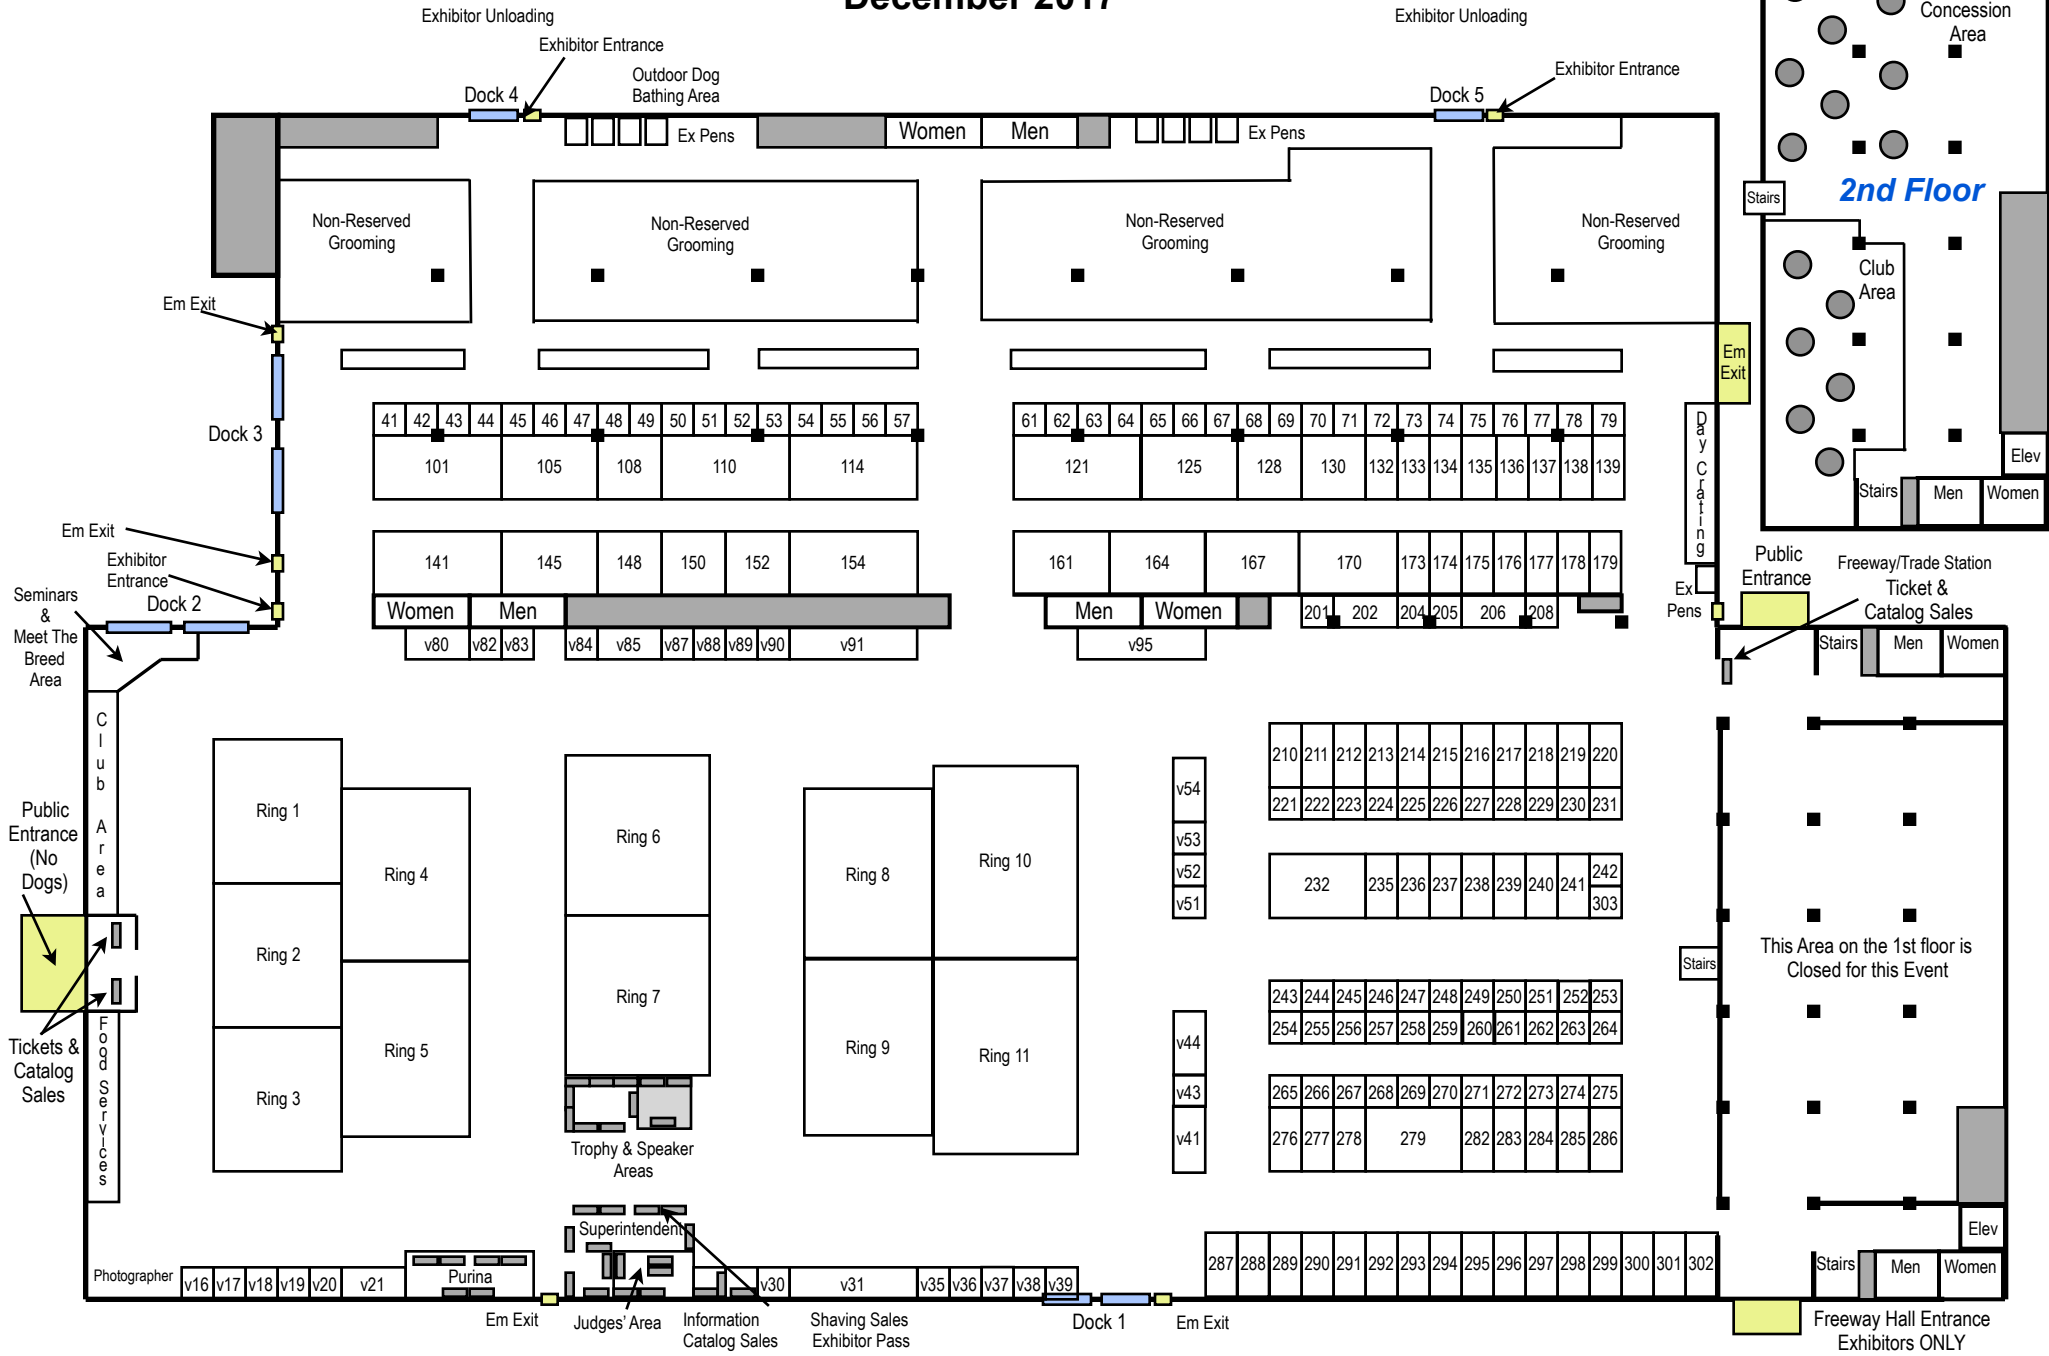 December 2017
Exhibitor Unloading
Exhibitor Unloading
Exhibitor Entrance
Outdoor Dog
Bathing Area
Exhibitor Entrance
Concession
Area
Dock 4
Dock 5
Ex Pens
Women
Men
Ex Pens
Stairs
2nd Floor
Non-Reserved
Grooming
Non-Reserved
Grooming
Non-Reserved
Grooming
Non-Reserved
Grooming
Club
Area
Em Exit
Em
Exit
Dock 3
41 42 43 44 45 46 47 48 49 50 51 52 53 54 55 56 57
61 62 63 64 65 66 67 68 69 70 71 72 73 74 75 76 77 78 79
101 105 108 110 114
121 125 128 130 132 133 134 135 136 137 138 139
Day Crating
Elev
Stairs
Men
Women
Em Exit
Exhibitor
Entrance
Dock 2
141 145 148 150 152 154
161 164 167 170 173 174 175 176 177 178 179
Women
Men
Men
Women
201 202 204 205 206 208
Ex
Pens
Public
Entrance
Freeway/Trade Station
Ticket &
Catalog Sales
Seminars
&
Meet The
Breed
Area
v80 v82 v83 v84 v85 v87 v88 v89 v90 v91
v95
Stairs
Men
Women
Club Area
Public
Entrance
(No
Dogs)
Tickets &
Catalog
Sales
Food Services
Ring 1
Ring 2
Ring 3
Ring 4
Ring 5
Ring 6
Ring 7
Ring 8
Ring 9
Ring 10
Ring 11
v54
v53
v52
v51
v44
v43
v41
210 211 212 213 214 215 216 217 218 219 220
221 222 223 224 225 226 227 228 229 230 231
232 235 236 237 238 239 240 241 242
303
243 244 245 246 247 248 249 250 251 252 253
254 255 256 257 258 259 260 261 262 263 264
265 266 267 268 269 270 271 272 273 274 275
276 277 278 279 282 283 284 285 286
Stairs
This Area on the 1st floor is
Closed for this Event
Trophy & Speaker
Areas
Superintendent
Photographer
v16 v17 v18 v19 v20 v21
Purina
v30 v31 v35 v36 v37 v38 v39
287 288 289 290 291 292 293 294 295 296 297 298 299 300 301 302
Elev
Stairs
Men
Women
Em Exit
Judges' Area
Information
Catalog Sales
Shaving Sales
Exhibitor Pass
Dock 1
Em Exit
Freeway Hall Entrance
Exhibitors ONLY